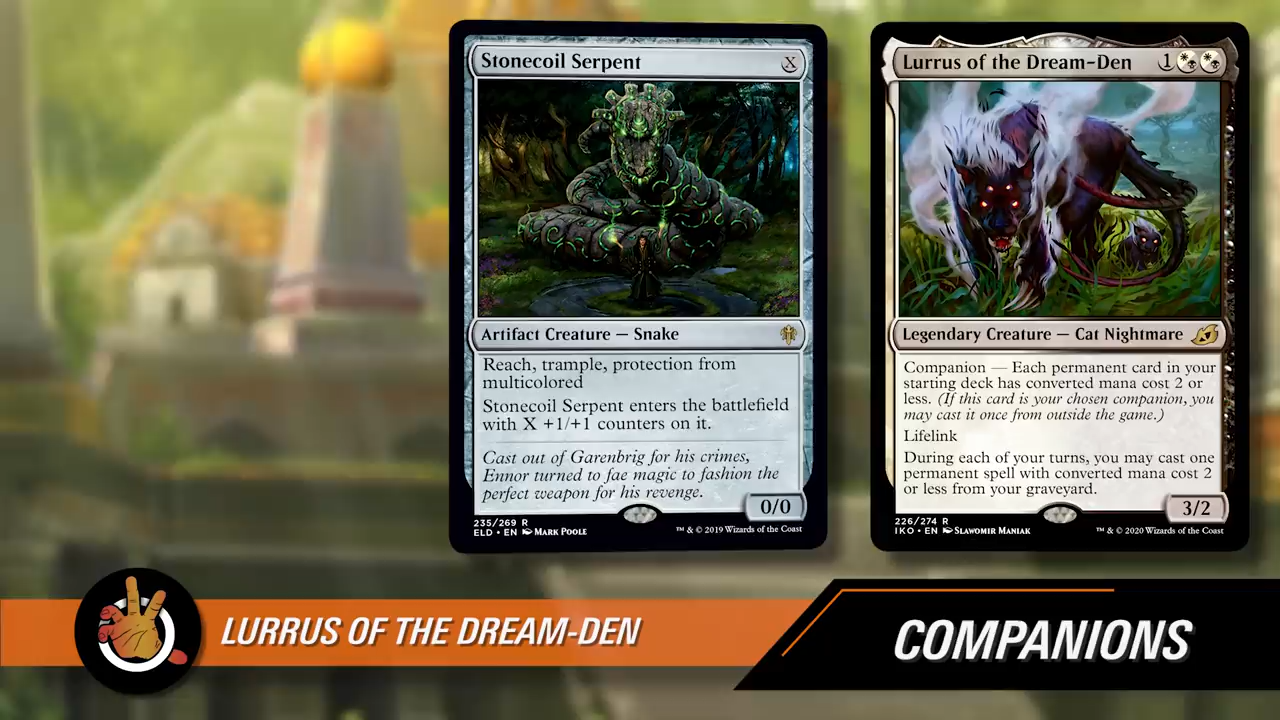 Stonecoil Serpent X
Artifact Creature — Snake
Reach, trample, protection from
multicolored
Stonecoil Serpent enters the battlefield
with X +1/+1 counters on it.
Cast out of Garenbrig for his crimes,
Ennor turned to fae magic to fashion the
perfect weapon for his revenge.
0/0
235/269 R
ELD • EN Mark Poole
™ & © 2019 Wizards of the Coast
Lurrus of the Dream-Den 1
Legendary Creature — Cat Nightmare
Companion — Each permanent card in your
starting deck has converted mana cost 2 or
less. (If this card is your chosen companion, you
may cast it once from outside the game.)
Lifelink
During each of your turns, you may cast one
permanent spell with converted mana cost 2
or less from your graveyard.
3/2
226/274 R
IKO • EN Slawomir Maniak
™ & © 2020 Wizards of the Coast
LURRUS OF THE DREAM-DEN
COMPANIONS